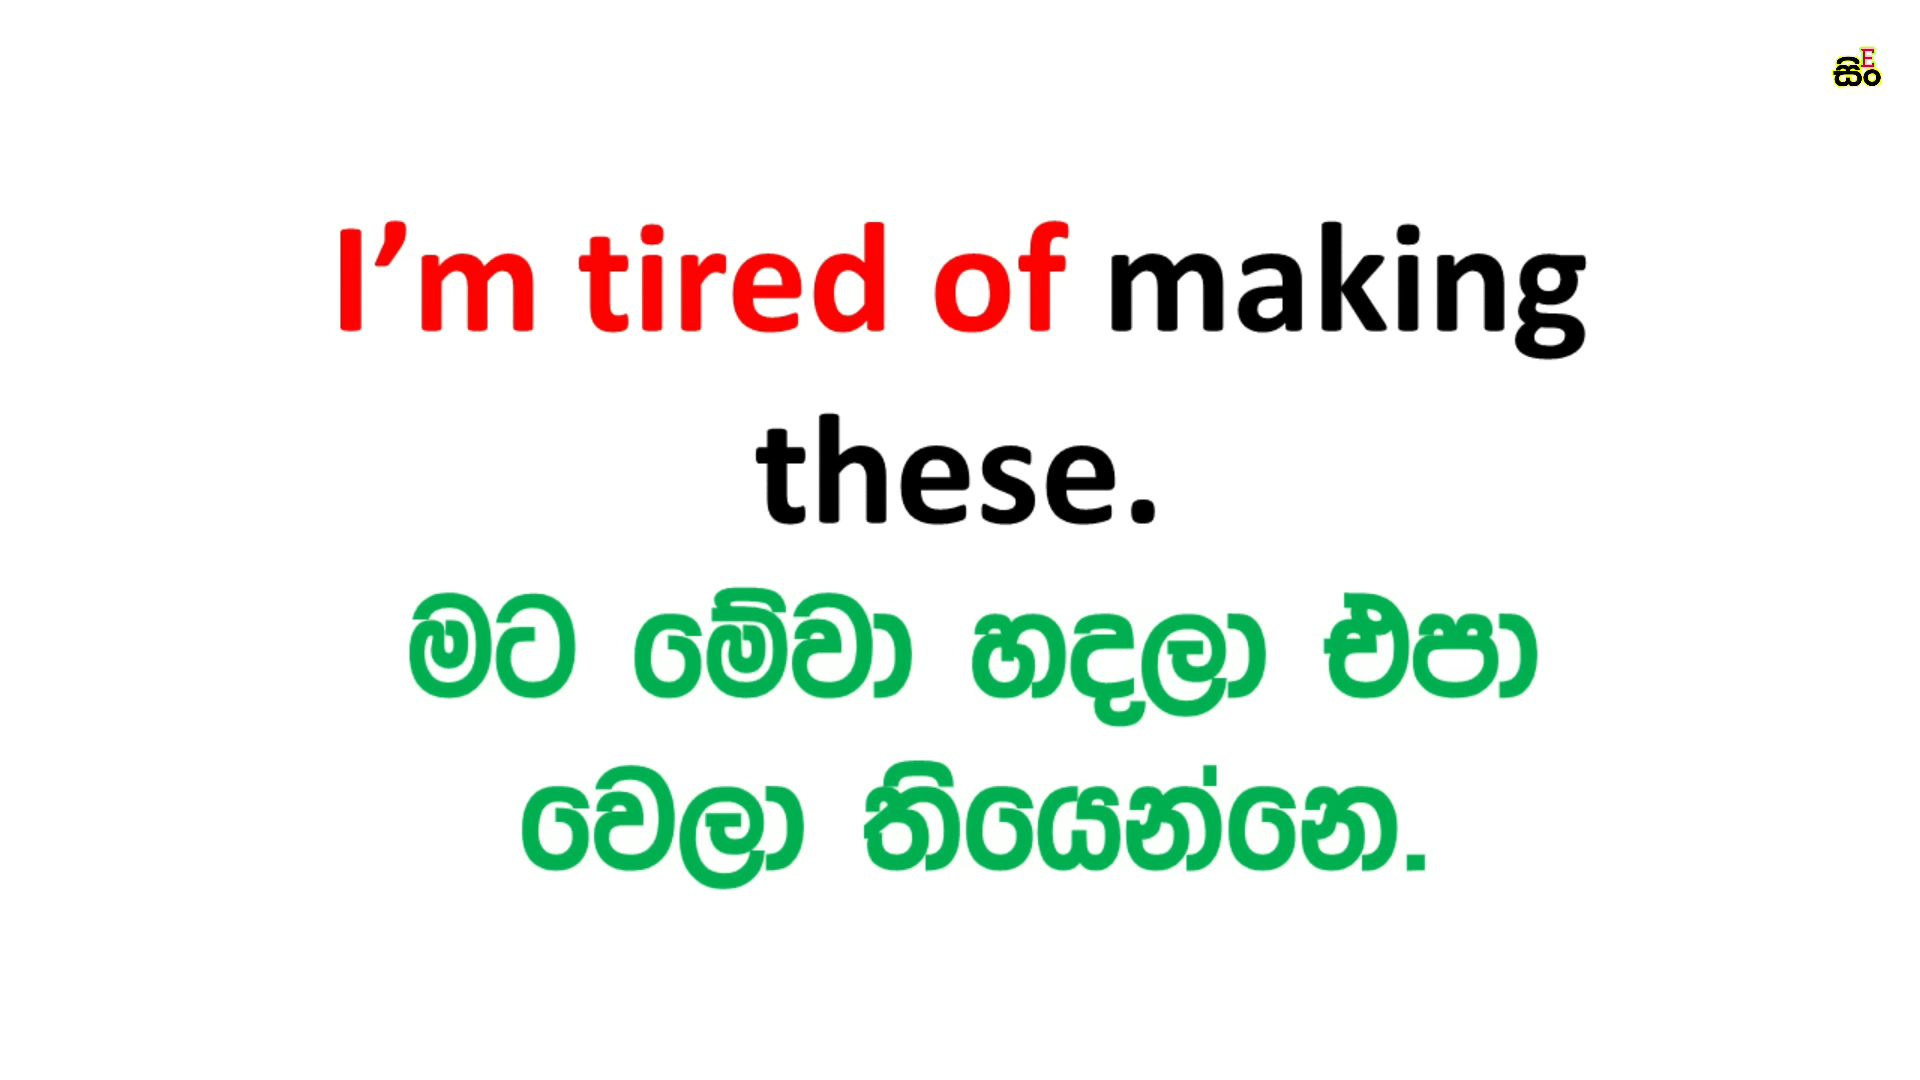 සිං
E
I’m tired of making
these.
මට මේවා හදලා එපා
වෙලා තියෙන්නෙ.